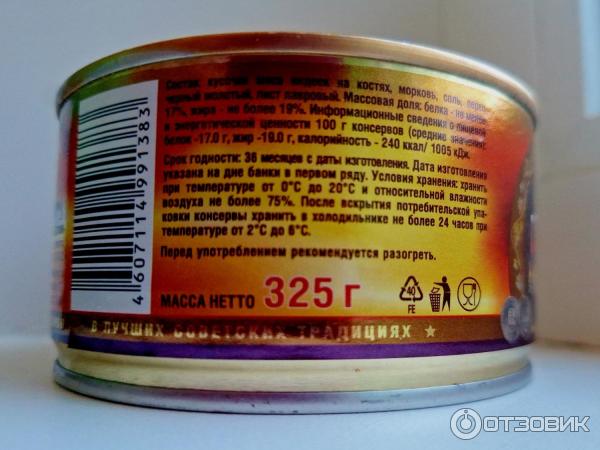 Состав: кусочки мяса индеек на костях, морковь, соль, перец
черный молотый, лист лавровый. Массовая доля: белка - не менее
17%, жира - не более 19%. Информационные сведения о пищевой
и энергетической ценности 100 г консервов (средние значения):
белок -17.0 г, жир -19.0 г, калорийность - 240 ккал/ 1005 кДж.
Срок годности: 36 месяцев с даты изготовления. Дата изготовления
указана на дне банки в первом ряду. Условия хранения: хранить
при температуре от 0°С до 20°С и относительной влажности
воздуха не более 75%. После вскрытия потребительской упа-
ковки консервы хранить в холодильнике не более 24 часов при
температуре от 2°С до 6°С.
Перед употреблением рекомендуется разогреть.
4607114991383
МАССА НЕТТО 325 г
40
FE
В ЛУЧШИХ СОВЕТСКИХ ТРАДИЦИЯХ ★
ОТЗОВИК